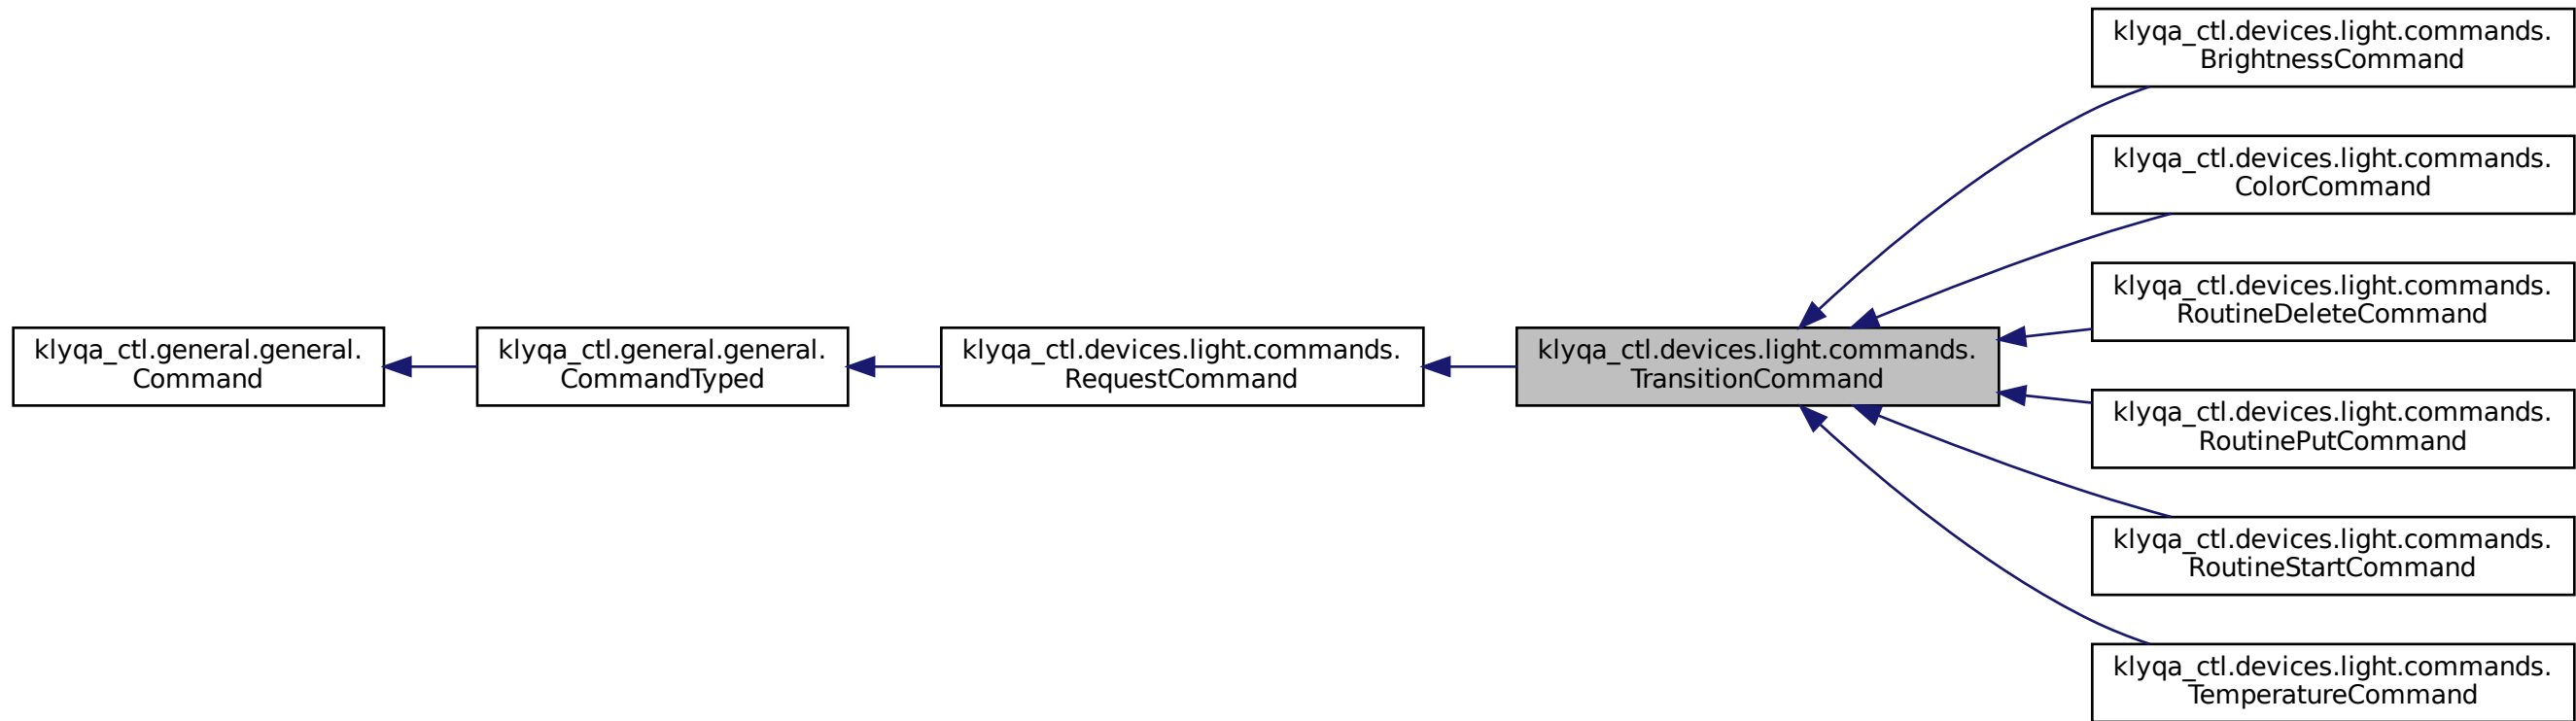 klyqa_ctl.general.general.
Command
klyqa_ctl.general.general.
CommandTyped
klyqa_ctl.devices.light.commands.
RequestCommand
klyqa_ctl.devices.light.commands.
TransitionCommand
klyqa_ctl.devices.light.commands.
BrightnessCommand
klyqa_ctl.devices.light.commands.
ColorCommand
klyqa_ctl.devices.light.commands.
RoutineDeleteCommand
klyqa_ctl.devices.light.commands.
RoutinePutCommand
klyqa_ctl.devices.light.commands.
RoutineStartCommand
klyqa_ctl.devices.light.commands.
TemperatureCommand